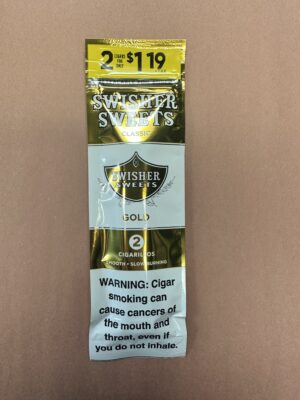 2 CIGARS FOR ONLY $1.19
SWISHER
SWEETS
CLASSIC
SWISHER
SWEETS
GOLD
2
CIGARILLOS
SMOOTH • SLOW BURNING
WARNING: Cigar
smoking can
cause cancers of
the mouth and
throat, even if
you do not inhale.